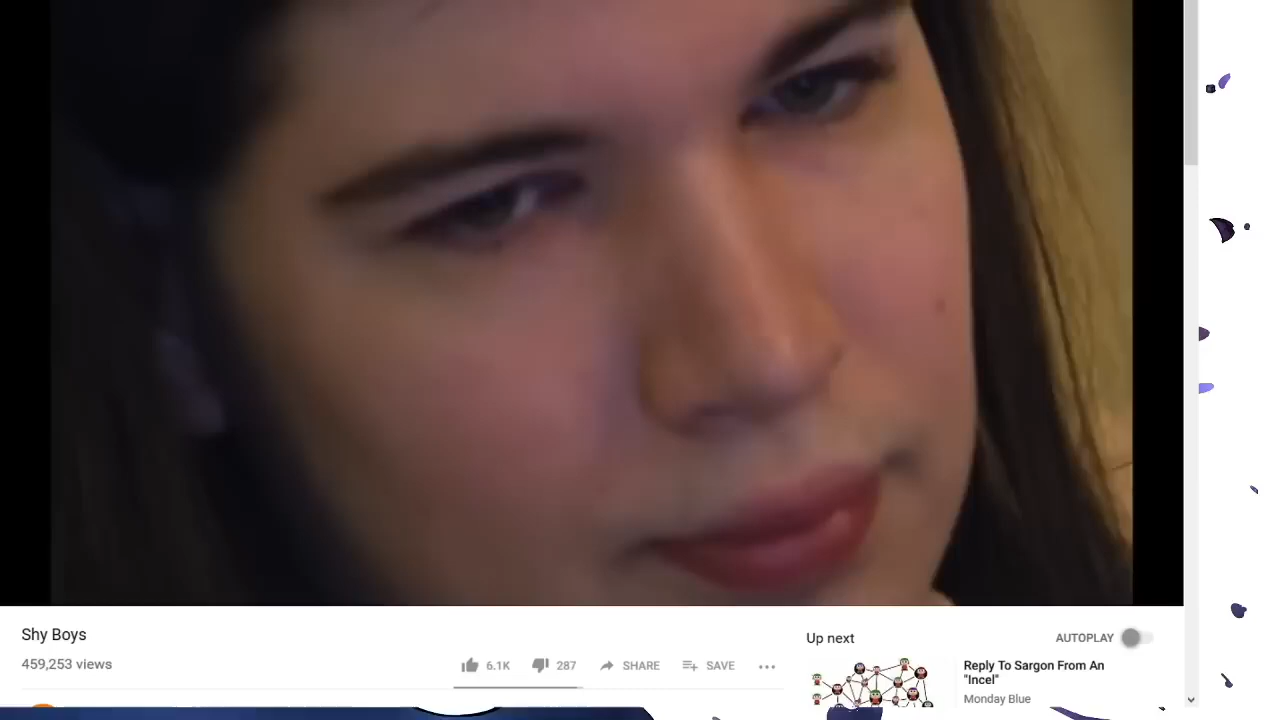 Shy Boys
459,253 views
6.1K
287
SHARE
SAVE
Up next
AUTOPLAY
Reply To Sargon From An
"Incel"
Monday Blue